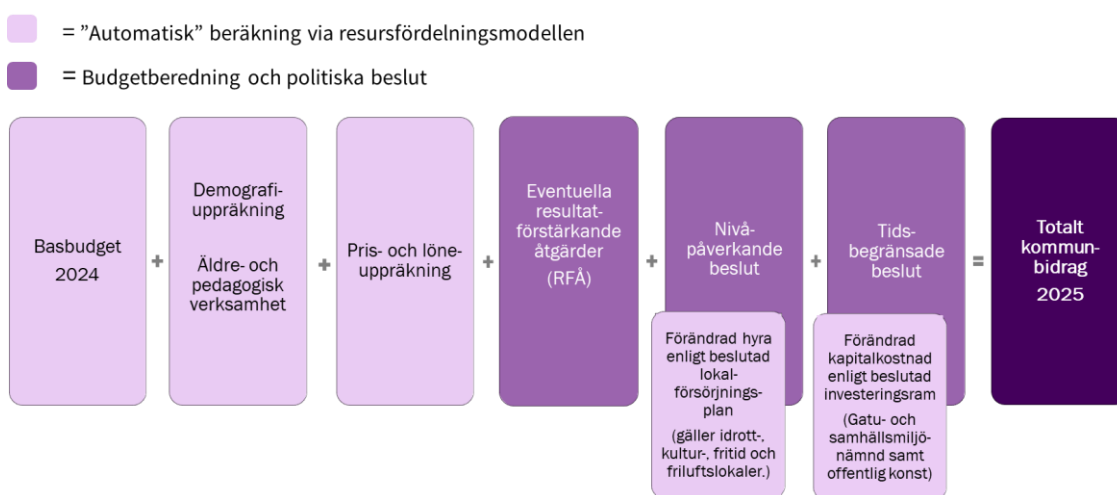 = ”Automatisk” beräkning via resursfördelningsmodellen
= Budgetberedning och politiska beslut
Basbudget
2024
+
Demografi-
uppräkning
Äldre- och
pedagogisk
verksamhet
+
Pris- och löne-
uppräkning
+
Eventuella
resultat-
förstärkande
åtgärder
(RFÅ)
+
Nivå-
påverkande
beslut
Förändrad hyra
enligt beslutad
lokal-
försörjnings-
plan
(gäller idrott-,
kultur-, fritid och
friluftslokaler.)
+
Tids-
begränsade
beslut
Förändrad
kapitalkostnad
enligt beslutad
investeringsram
(Gatu- och
samhällsmiljö-
nämnd samt
offentlig konst)
=
Totalt
kommun-
bidrag
2025